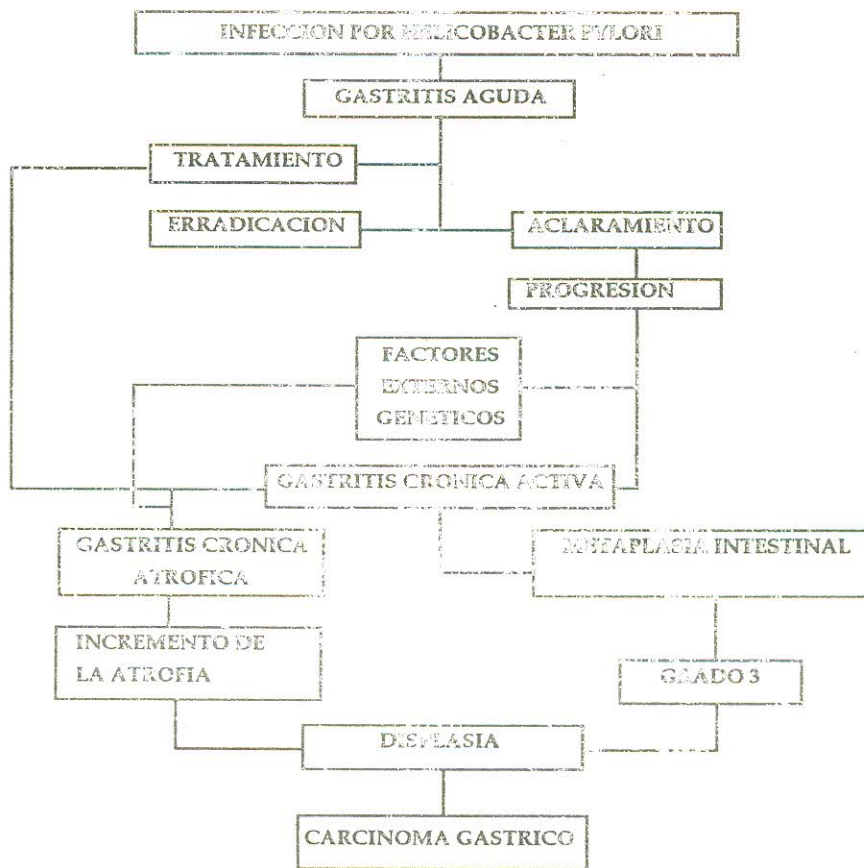 INFECCION POR HELICOBACTER PYLORI
GASTRITIS AGUDA
TRATAMIENTO
ERRADICACION
ACLARAMIENTO
PROGRESION
FACTORES
EXTERNOS
GENETICOS
GASTRITIS CRONICA ACTIVA
GASTRITIS CRONICA
ATROFICA
METAPLASIA INTESTINAL
INCREMENTO DE
LA ATROFIA
GRADO 3
DISPLASIA
CARCINOMA GASTRICO